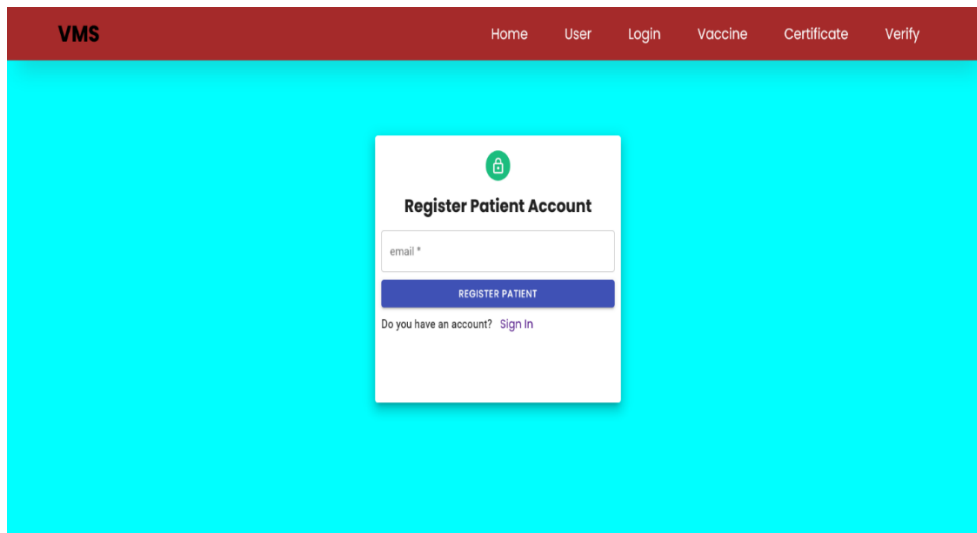 VMS Home User Login Vaccine Certificate Verify
Register Patient Account
email *
REGISTER PATIENT
Do you have an account? Sign In